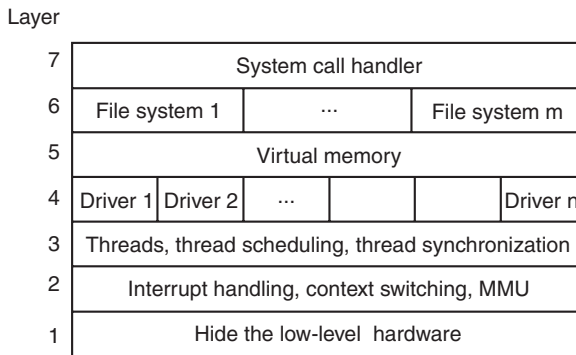 Layer
7 System call handler
6 File system 1 ... File system m
5 Virtual memory
4 Driver 1 Driver 2 ... Driver n
3 Threads, thread scheduling, thread synchronization
2 Interrupt handling, context switching, MMU
1 Hide the low-level hardware